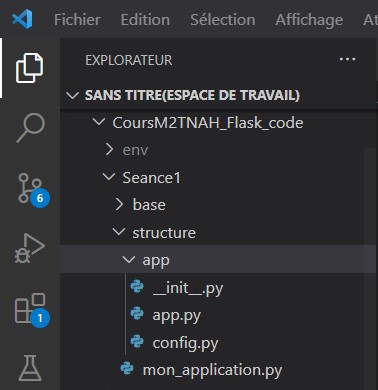 Fichier Edition Sélection Affichage At
EXPLORATEUR
SANS TITRE(ESPACE DE TRAVAIL)
CoursM2TNAH_Flask_code
env
Seance1
base
6
structure
app
__init__.py
1
app.py
config.py
mon_application.py